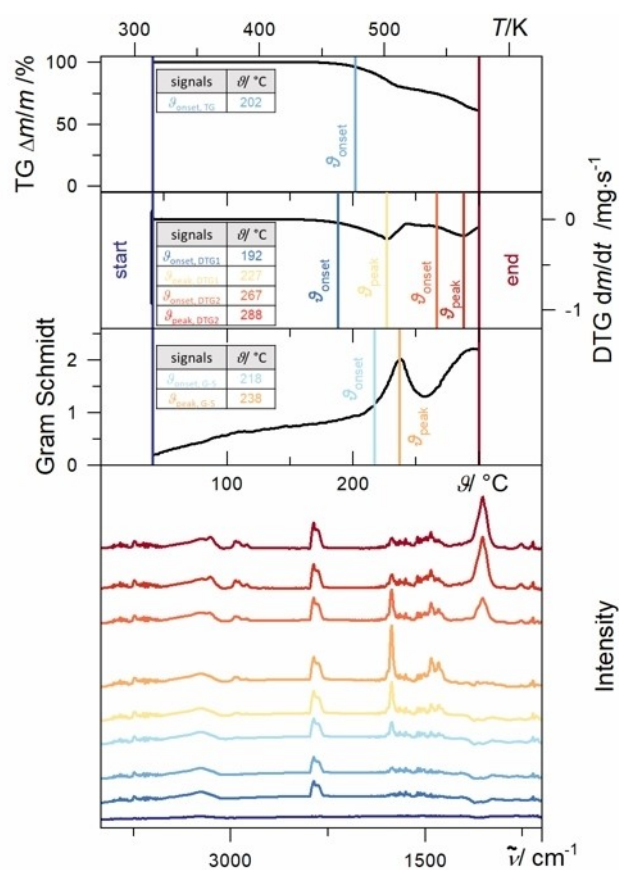 300 400 500 T/K
TG Δm/m /%
100
75
50
25
0
signals ϑ/ °C
ϑonset, TG 202
ϑonset
DTG dm/dt /mg·s⁻¹
0
-1
start
signals ϑ/ °C
ϑonset, DTG1 192
ϑpeak, DTG1 227
ϑonset, DTG2 267
ϑpeak, DTG2 288
ϑonset
ϑpeak
ϑonset
ϑpeak
end
Gram Schmidt
2
1
0
signals ϑ/ °C
ϑonset, G-S 218
ϑpeak, G-S 238
ϑonset
ϑpeak
100 200 ϑ/ °C
Intensity
3000 1500 ṽ/ cm⁻¹